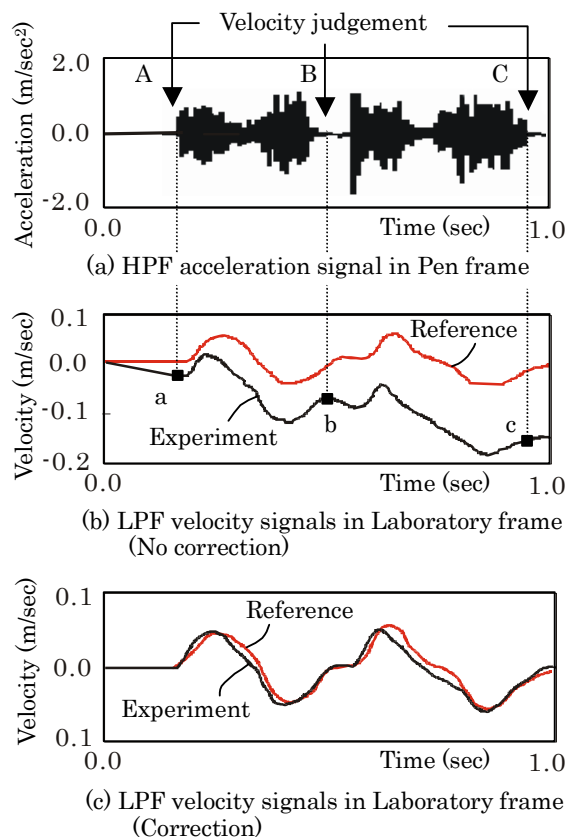 Velocity judgement
Acceleration (m/sec²)
2.0
0.0
-2.0
A
B
C
0.0
Time (sec)
1.0
(a) HPF acceleration signal in Pen frame
Velocity (m/sec)
0.1
0.0
-0.1
-0.2
Reference
a
Experiment
b
c
0.0
Time (sec)
1.0
(b) LPF velocity signals in Laboratory frame
(No correction)
Velocity (m/sec)
0.1
0.0
0.1
Reference
Experiment
0.0
Time (sec)
1.0
(c) LPF velocity signals in Laboratory frame
(Correction)